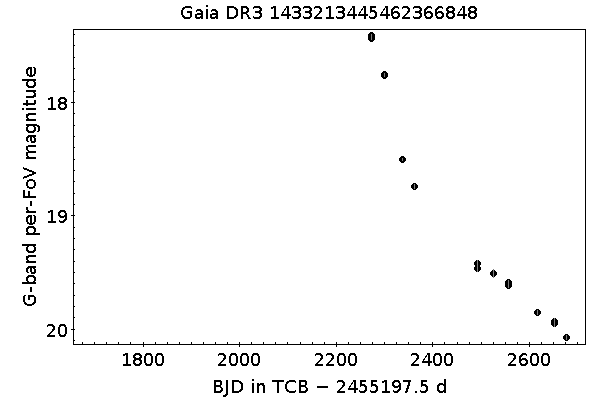 Gaia DR3 1433213445462366848
G-band per-FoV magnitude
18
19
20
1800 2000 2200 2400 2600
BJD in TCB − 2455197.5 d